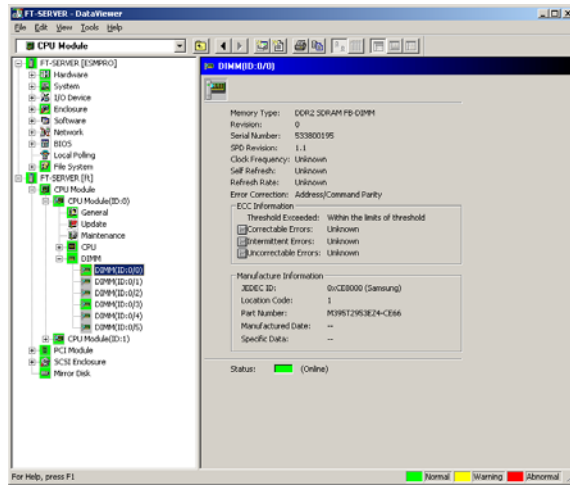 FT-SERVER - DataViewer
File Edit View Tools Help
CPU Module
FT-SERVER [ESMPRO]
Hardware
System
I/O Device
Enclosure
Software
Network
BIOS
Local Polling
File System
FT-SERVER [ft]
CPU Module
CPU Module(ID:0)
General
Update
Maintenance
CPU
DIMM
DIMM(ID:0/0)
DIMM(ID:0/1)
DIMM(ID:0/2)
DIMM(ID:0/3)
DIMM(ID:0/4)
DIMM(ID:0/5)
CPU Module(ID:1)
PCI Module
SCSI Enclosure
Mirror Disk
DIMM(ID:0/0)
Memory Type: DDR2 SDRAM FB-DIMM
Revision: 0
Serial Number: 533800195
SPD Revision: 1.1
Clock Frequency: Unknown
Self Refresh: Unknown
Refresh Rate: Unknown
Error Correction: Address/Command Parity
ECC Information
Threshold Exceeded: Within the limits of threshold
Correctable Errors: Unknown
Intermittent Errors: Unknown
Uncorrectable Errors: Unknown
Manufacture Information
JEDEC ID: 0xCE0000 (Samsung)
Location Code: 1
Part Number: M395T2953EZ4-CE66
Manufactured Date: --
Specific Data: --
Status: (Online)
For Help, press F1
Normal Warning Abnormal